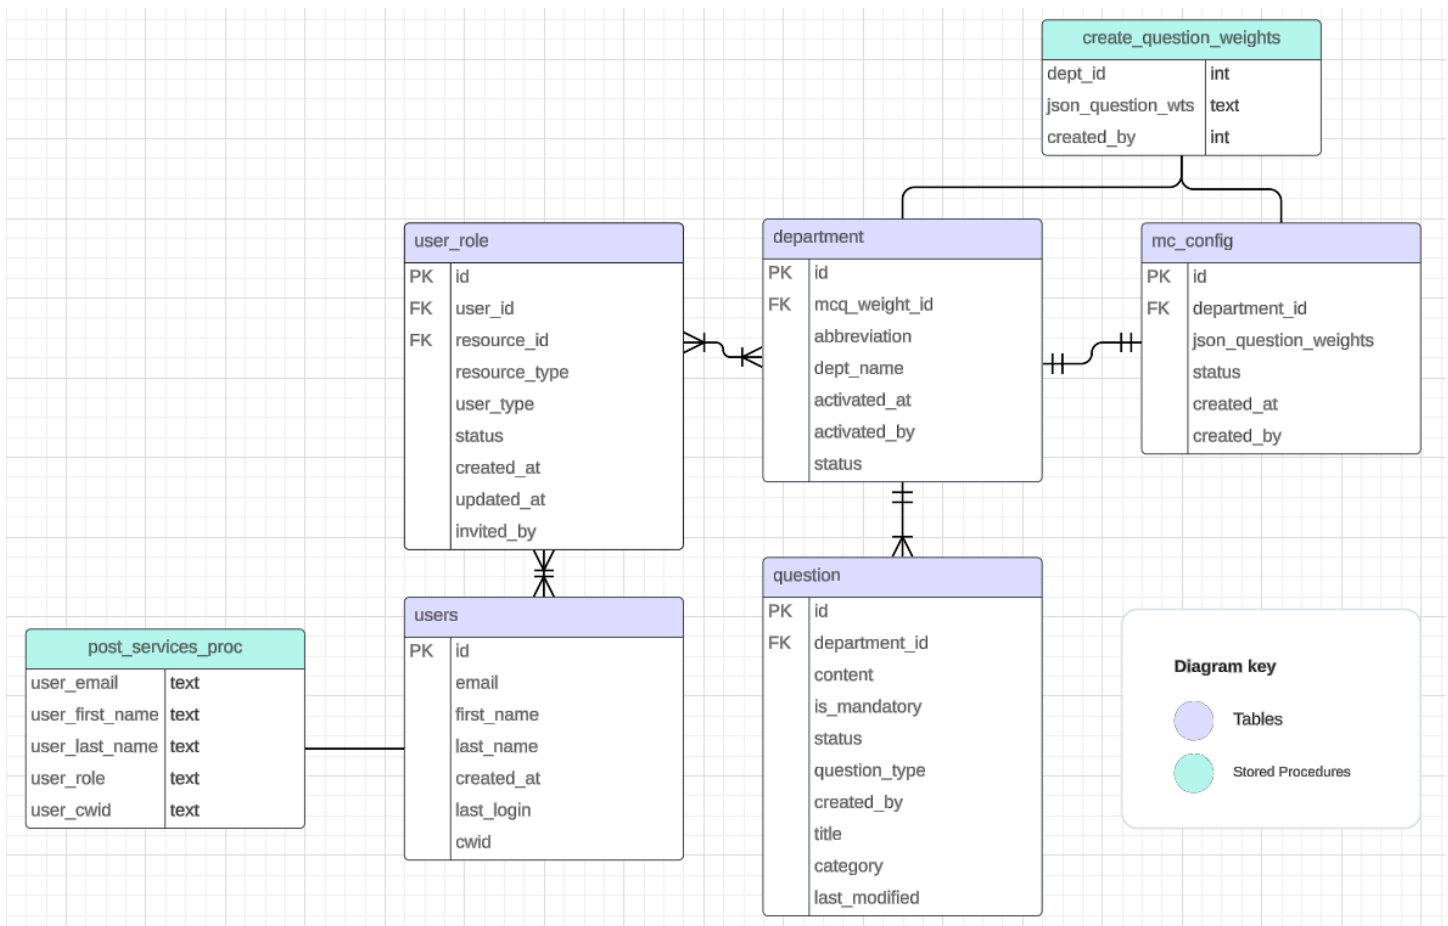 create_question_weights
dept_id int
json_question_wts text
created_by int
user_role
PK id
FK user_id
FK resource_id
resource_type
user_type
status
created_at
updated_at
invited_by
department
PK id
FK mcq_weight_id
abbreviation
dept_name
activated_at
activated_by
status
mc_config
PK id
FK department_id
json_question_weights
status
created_at
created_by
post_services_proc
user_email text
user_first_name text
user_last_name text
user_role text
user_cwid text
users
PK id
email
first_name
last_name
created_at
last_login
cwid
question
PK id
FK department_id
content
is_mandatory
status
question_type
created_by
title
category
last_modified
Diagram key
Tables
Stored Procedures